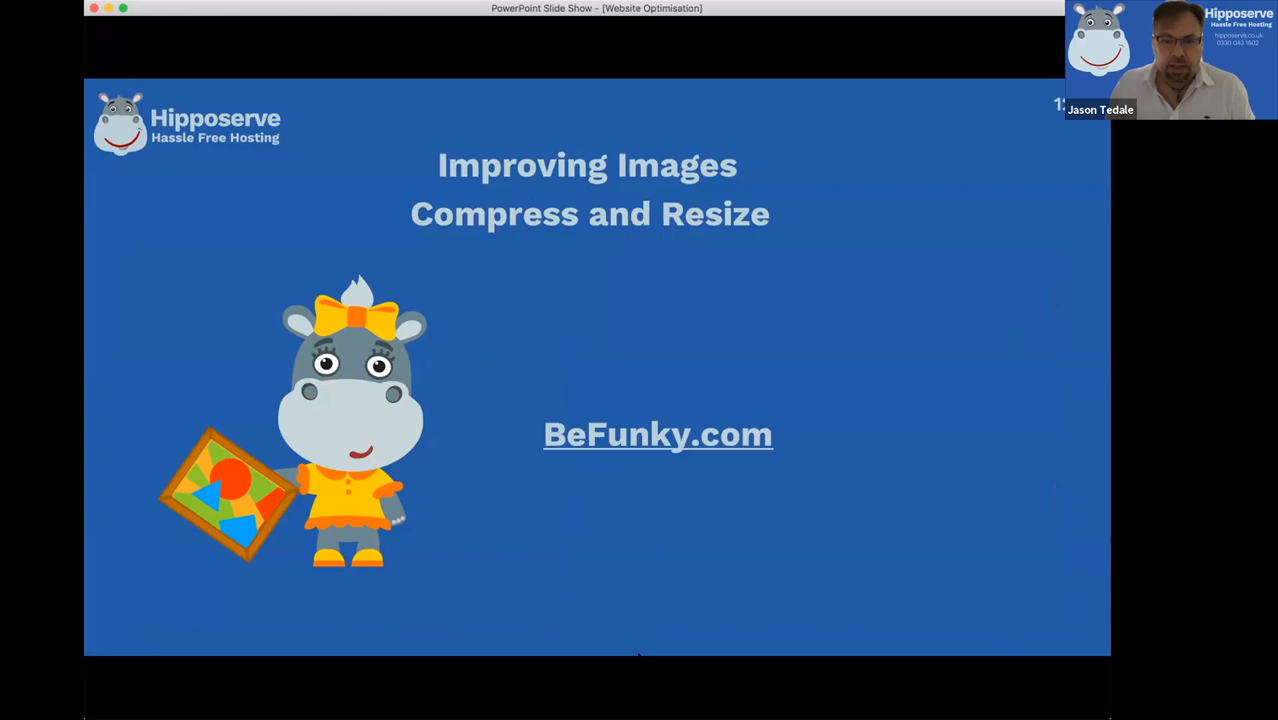 PowerPoint Slide Show - [Website Optimisation]
Hipposerve
Hassle Free Hosting
hipposerve.co.uk
0330 043 1502
Jason Tedale
Hipposerve
Hassle Free Hosting
Improving Images
Compress and Resize
BeFunky.com